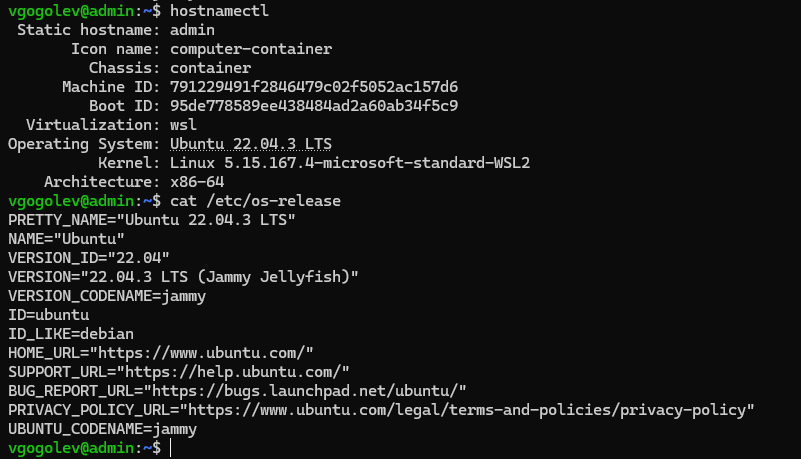 vgogolev@admin:~$ hostnamectl
Static hostname: admin
Icon name: computer-container
Chassis: container
Machine ID: 791229491f2846479c02f5052ac157d6
Boot ID: 95de778589ee438484ad2a60ab34f5c9
Virtualization: wsl
Operating System: Ubuntu 22.04.3 LTS
Kernel: Linux 5.15.167.4-microsoft-standard-WSL2
Architecture: x86-64
vgogolev@admin:~$ cat /etc/os-release
PRETTY_NAME="Ubuntu 22.04.3 LTS"
NAME="Ubuntu"
VERSION_ID="22.04"
VERSION="22.04.3 LTS (Jammy Jellyfish)"
VERSION_CODENAME=jammy
ID=ubuntu
ID_LIKE=debian
HOME_URL="https://www.ubuntu.com/"
SUPPORT_URL="https://help.ubuntu.com/"
BUG_REPORT_URL="https://bugs.launchpad.net/ubuntu/"
PRIVACY_POLICY_URL="https://www.ubuntu.com/legal/terms-and-policies/privacy-policy"
UBUNTU_CODENAME=jammy
vgogolev@admin:~$